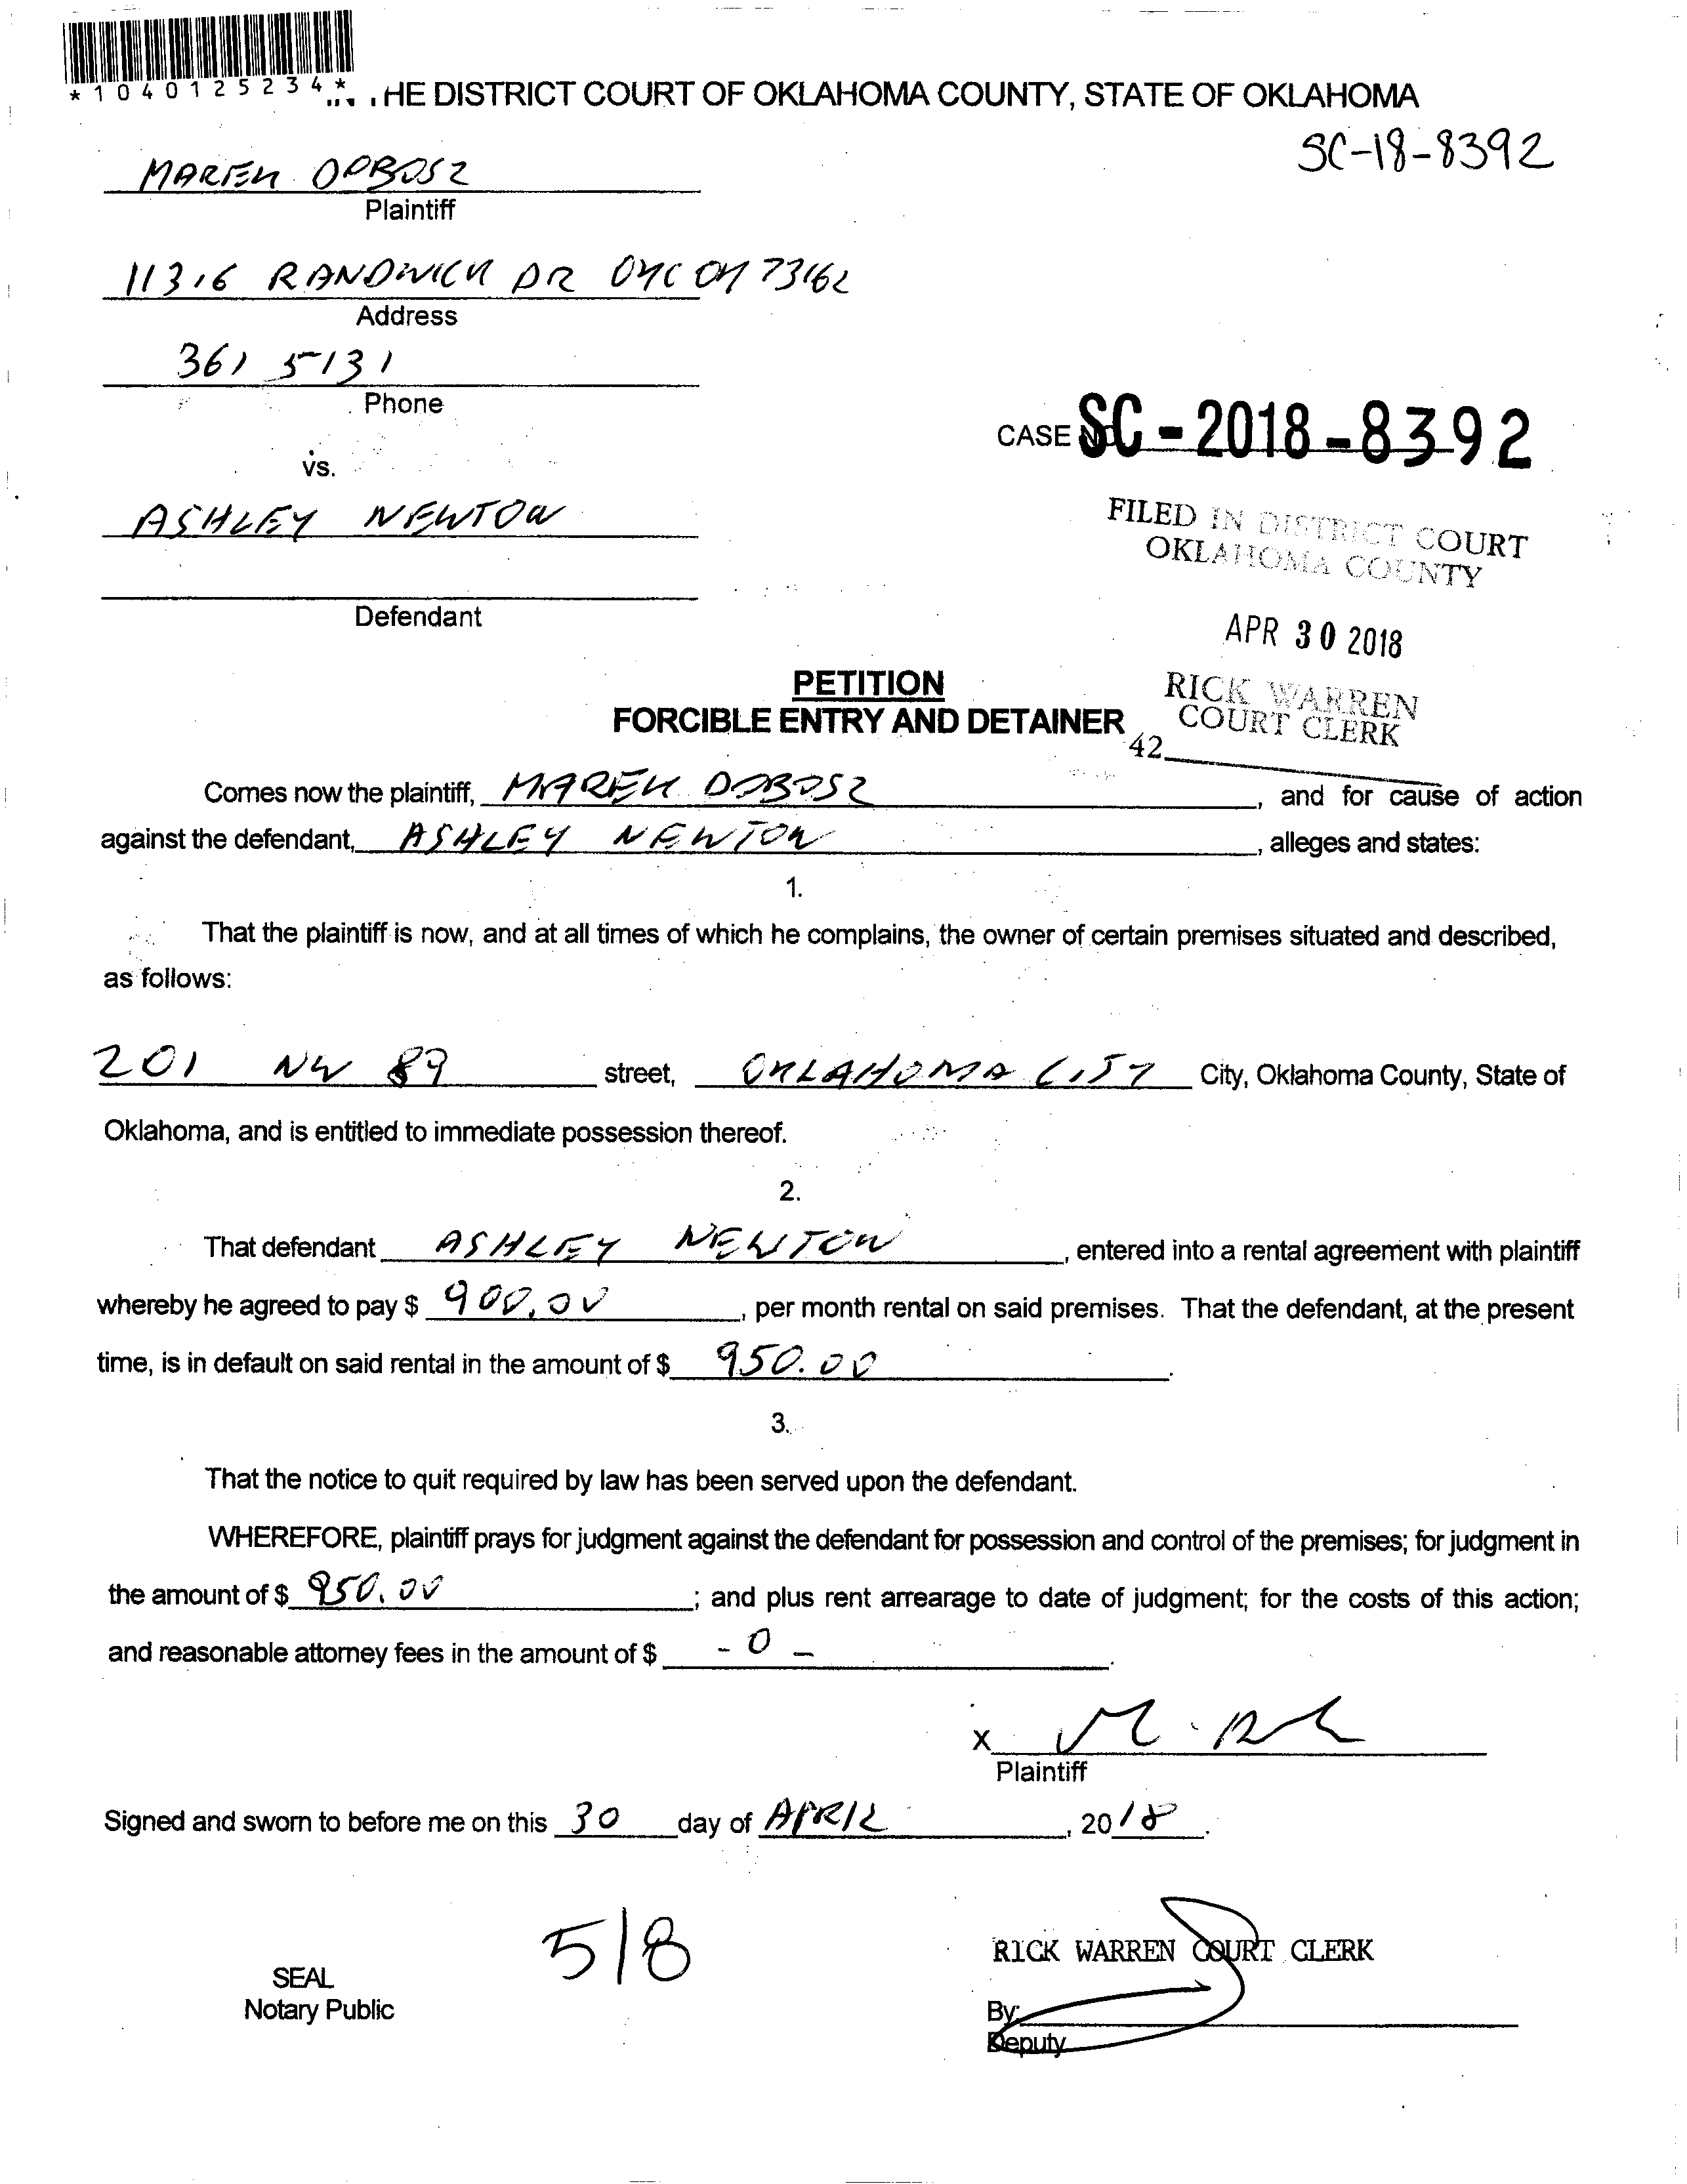 *1040125234*
HE DISTRICT COURT OF OKLAHOMA COUNTY, STATE OF OKLAHOMA
SC-18-8392
MAREK DOBOSZ
Plaintiff
11316 RANDWICK DR OKC OK 73162
Address
361 5131
Phone
CASE NO. SC-2018-8392
vs.
ASHLEY NEWTON
FILED IN DISTRICT COURT
OKLAHOMA COUNTY
Defendant
APR 30 2018
RICK WARREN
COURT CLERK
42
PETITION
FORCIBLE ENTRY AND DETAINER
Comes now the plaintiff, MAREK DOBOSZ, and for cause of action
against the defendant, ASHLEY NEWTON, alleges and states:
1.
That the plaintiff is now, and at all times of which he complains, the owner of certain premises situated and described,
as follows:
201 NW 89 street, OKLAHOMA CITY City, Oklahoma County, State of
Oklahoma, and is entitled to immediate possession thereof.
2.
That defendant ASHLEY NEWTON, entered into a rental agreement with plaintiff
whereby he agreed to pay $ 900.00, per month rental on said premises. That the defendant, at the present
time, is in default on said rental in the amount of $ 950.00.
3.
That the notice to quit required by law has been served upon the defendant.
WHEREFORE, plaintiff prays for judgment against the defendant for possession and control of the premises; for judgment in
the amount of $ 950.00; and plus rent arrearage to date of judgment; for the costs of this action;
and reasonable attorney fees in the amount of $ - 0 -.
X
Plaintiff
Signed and sworn to before me on this 30 day of APRIL, 2018.
5/8
RICK WARREN COURT CLERK
SEAL
Notary Public
By:
Deputy